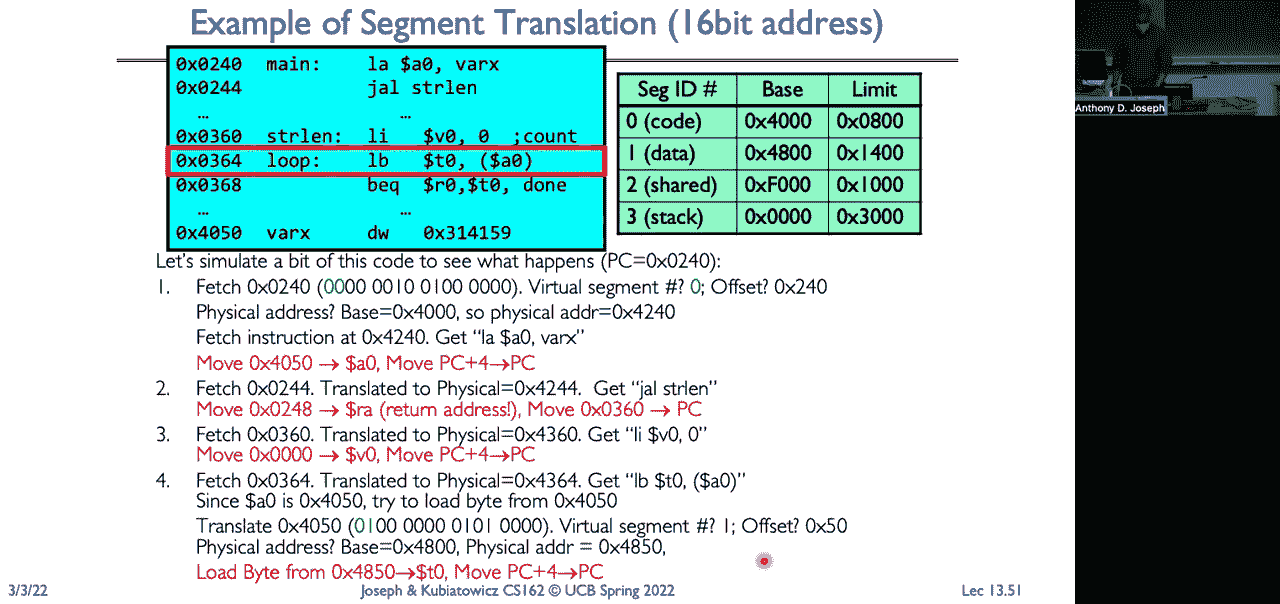 Example of Segment Translation (16bit address)
0x0240 main: la $a0, varx
0x0244 jal strlen
… …
0x0360 strlen: li $v0, 0 ;count
0x0364 loop: lb $t0, ($a0)
0x0368 beq $r0,$t0, done
… …
0x4050 varx dw 0x314159
Seg ID # Base Limit
0 (code) 0x4000 0x0800
1 (data) 0x4800 0x1400
2 (shared) 0xF000 0x1000
3 (stack) 0x0000 0x3000
Anthony D. Joseph
Let's simulate a bit of this code to see what happens (PC=0x0240):
1. Fetch 0x0240 (0000 0010 0100 0000). Virtual segment #? 0; Offset? 0x240
Physical address? Base=0x4000, so physical addr=0x4240
Fetch instruction at 0x4240. Get "la $a0, varx"
Move 0x4050 → $a0, Move PC+4→PC
2. Fetch 0x0244. Translated to Physical=0x4244. Get "jal strlen"
Move 0x0248 → $ra (return address!), Move 0x0360 → PC
3. Fetch 0x0360. Translated to Physical=0x4360. Get "li $v0, 0"
Move 0x0000 → $v0, Move PC+4→PC
4. Fetch 0x0364. Translated to Physical=0x4364. Get "lb $t0, ($a0)"
Since $a0 is 0x4050, try to load byte from 0x4050
Translate 0x4050 (0100 0000 0101 0000). Virtual segment #? 1; Offset? 0x50
Physical address? Base=0x4800, Physical addr = 0x4850,
Load Byte from 0x4850→$t0, Move PC+4→PC
3/3/22 Joseph & Kubiatowicz CS162 © UCB Spring 2022 Lec 13.51